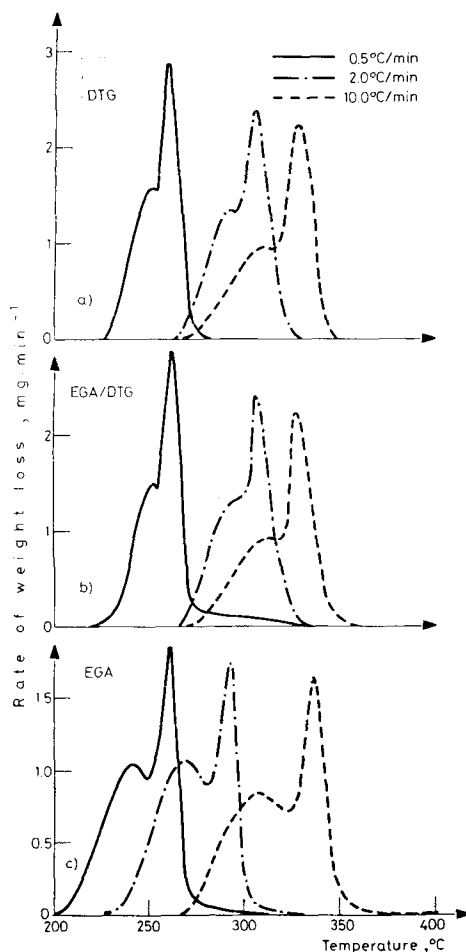 3
2
1
0
DTG
a)
0.5°C/min
2.0°C/min
10.0°C/min
EGA/DTG
2
1
0
b)
EGA
1.5
1.0
0.5
0
c)
200 250 300 350 400
Temperature ,°C
Rate of weight loss , mg·min⁻¹